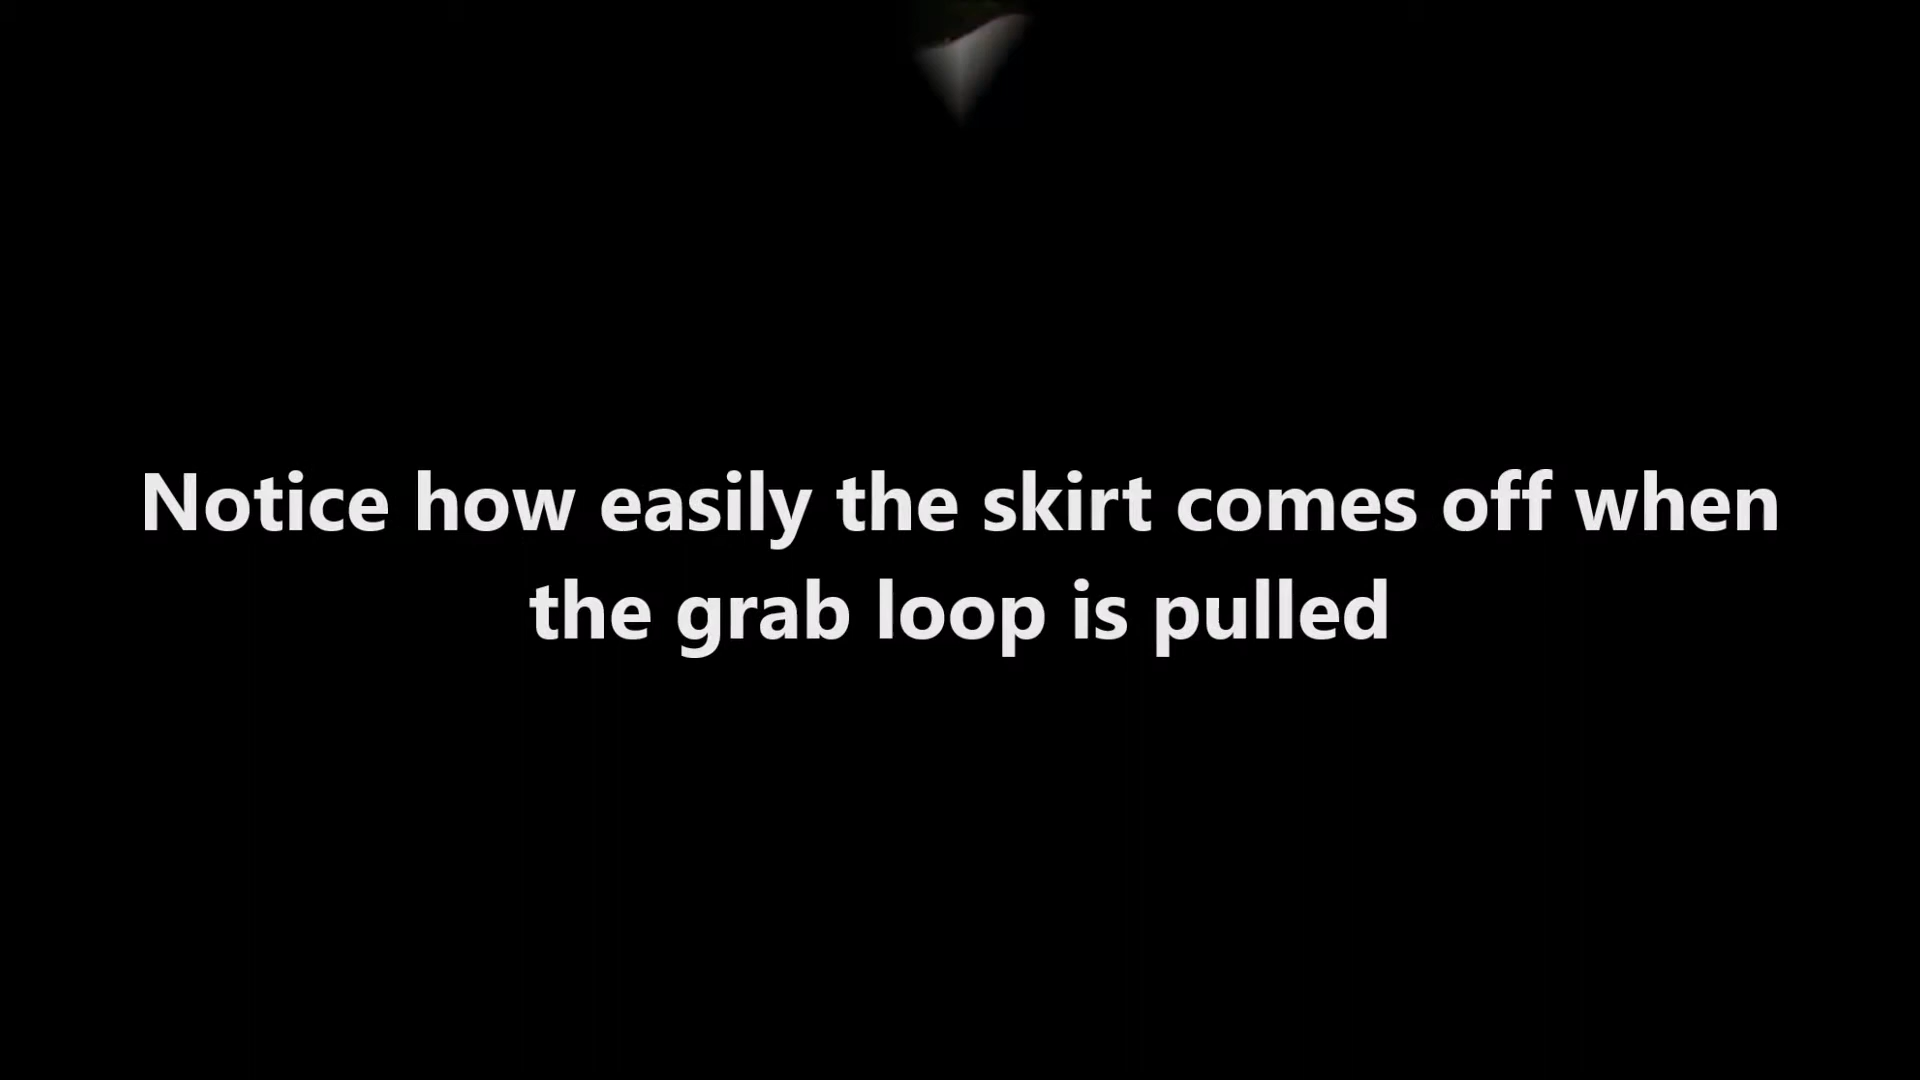 Notice how easily the skirt comes off when
the grab loop is pulled